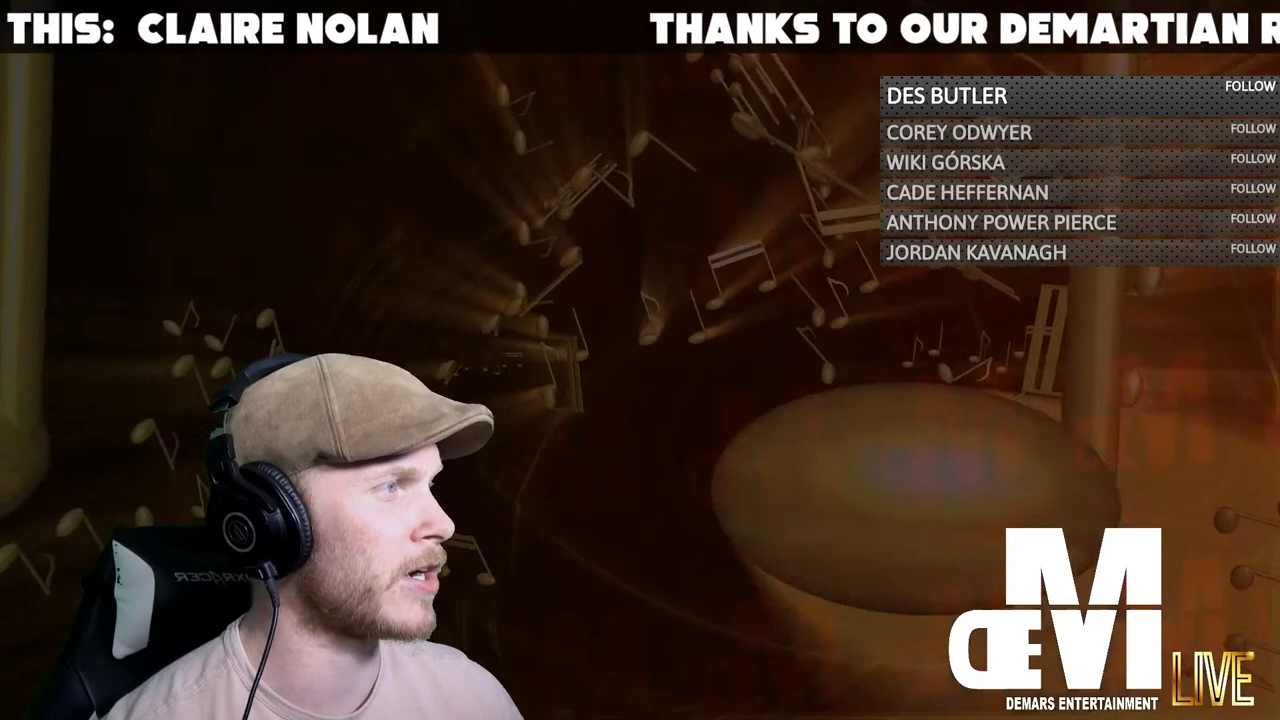 THIS: CLAIRE NOLAN THANKS TO OUR DEMARTIAN R
DES BUTLER FOLLOW
COREY ODWYER FOLLOW
WIKI GÓRSKA FOLLOW
CADE HEFFERNAN FOLLOW
ANTHONY POWER PIERCE FOLLOW
JORDAN KAVANAGH FOLLOW
DEM
LIVE
DEMARS ENTERTAINMENT